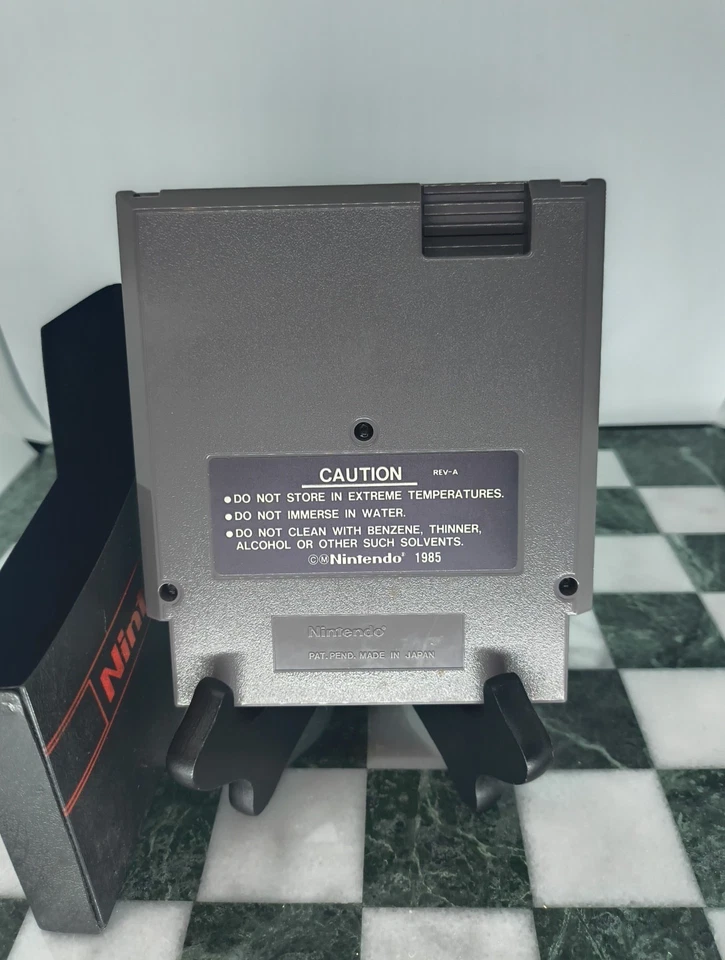 CAUTION REV-A
●DO NOT STORE IN EXTREME TEMPERATURES.
●DO NOT IMMERSE IN WATER.
●DO NOT CLEAN WITH BENZENE, THINNER,
ALCOHOL OR OTHER SUCH SOLVENTS.
©ⓂNintendo® 1985
Nintendo®
PAT. PEND. MADE IN JAPAN
Nin